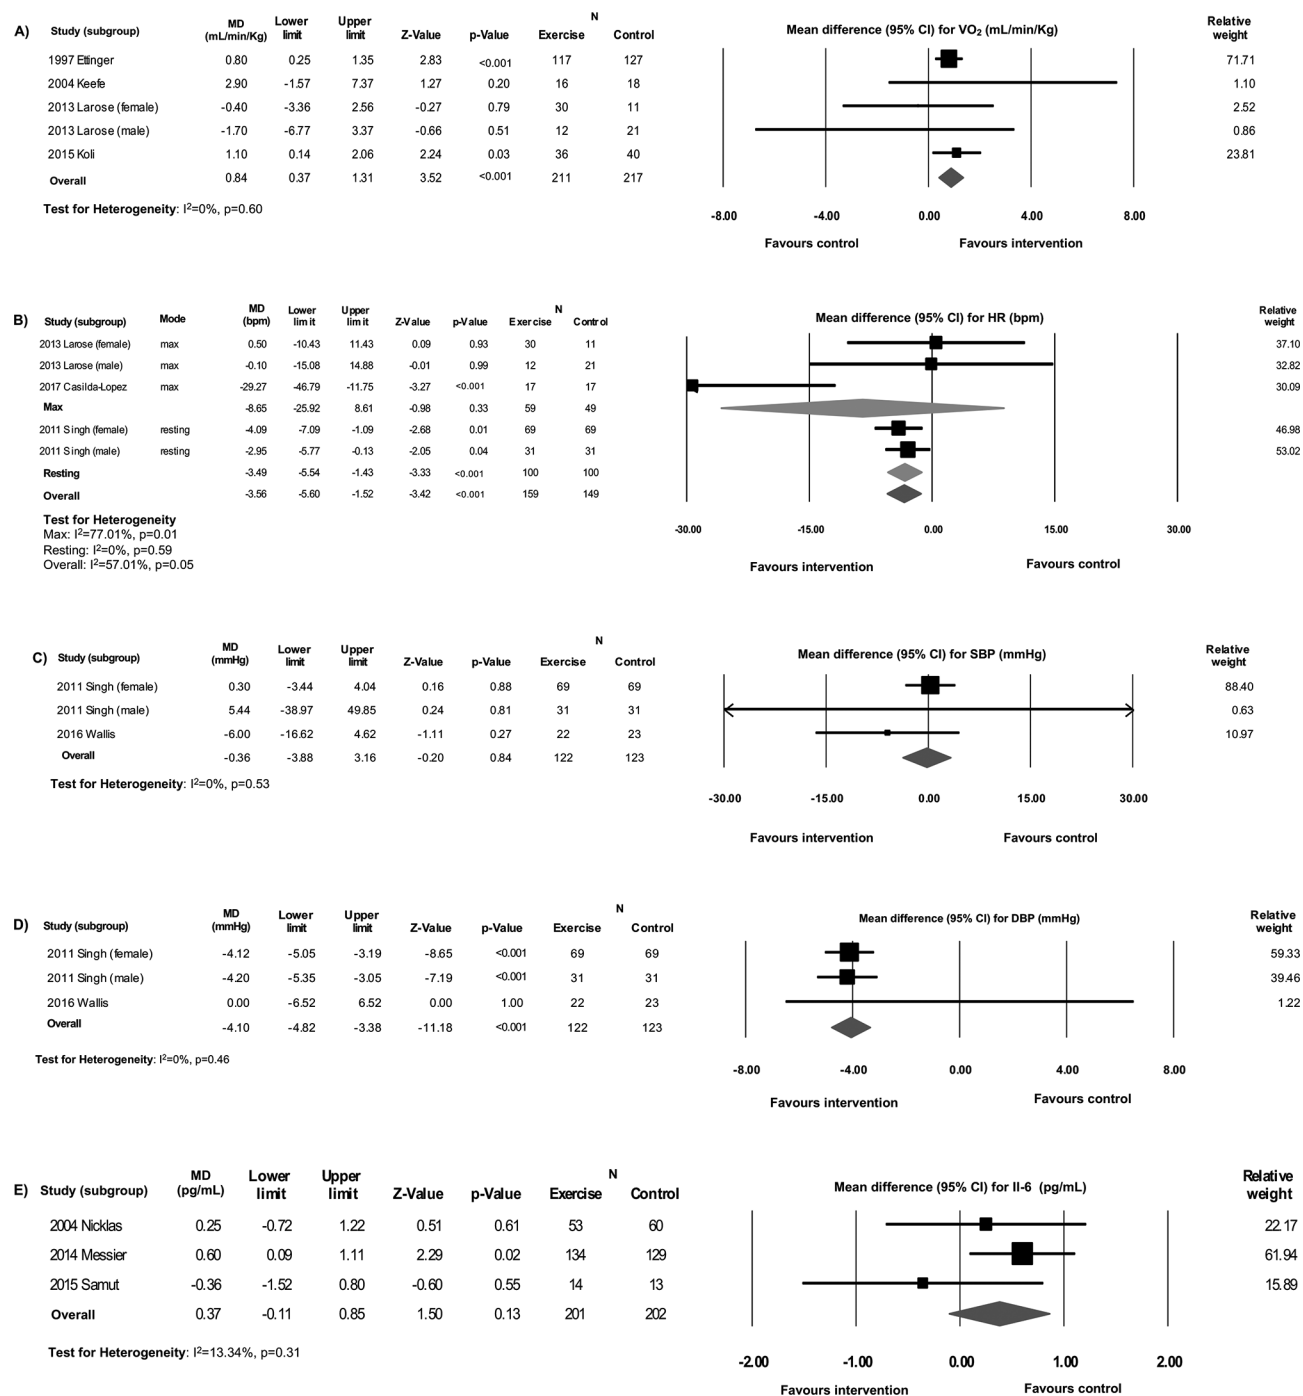 A) Study (subgroup) MD (mL/min/Kg) Lower limit Upper limit Z-Value p-Value N Exercise Control Mean difference (95% CI) for VO2 (mL/min/Kg) Relative weight
1997 Ettinger 0.80 0.25 1.35 2.83 <0.001 117 127 71.71
2004 Keefe 2.90 -1.57 7.37 1.27 0.20 16 18 1.10
2013 Larose (female) -0.40 -3.36 2.56 -0.27 0.79 30 11 2.52
2013 Larose (male) -1.70 -6.77 3.37 -0.66 0.51 12 21 0.86
2015 Koli 1.10 0.14 2.06 2.24 0.03 36 40 23.81
Overall 0.84 0.37 1.31 3.52 <0.001 211 217
Test for Heterogeneity: I2=0%, p=0.60
-8.00 -4.00 0.00 4.00 8.00
Favours control Favours intervention
B) Study (subgroup) Mode MD (bpm) Lower limit Upper limit Z-Value p-Value N Exercise Control Mean difference (95% CI) for HR (bpm) Relative weight
2013 Larose (female) max 0.50 -10.43 11.43 0.09 0.93 30 11 37.10
2013 Larose (male) max -0.10 -15.08 14.88 -0.01 0.99 12 21 32.82
2017 Casilda-Lopez max -29.27 -46.79 -11.75 -3.27 <0.001 17 17 30.09
Max -8.65 -25.92 8.61 -0.98 0.33 59 49
2011 Singh (female) resting -4.09 -7.09 -1.09 -2.68 0.01 69 69 46.98
2011 Singh (male) resting -2.95 -5.77 -0.13 -2.05 0.04 31 31 53.02
Resting -3.49 -5.54 -1.43 -3.33 <0.001 100 100
Overall -3.56 -5.60 -1.52 -3.42 <0.001 159 149
Test for Heterogeneity
Max: I2=77.01%, p=0.01
Resting: I2=0%, p=0.59
Overall: I2=57.01%, p=0.05
-30.00 -15.00 0.00 15.00 30.00
Favours intervention Favours control
C) Study (subgroup) MD (mmHg) Lower limit Upper limit Z-Value p-Value N Exercise Control Mean difference (95% CI) for SBP (mmHg) Relative weight
2011 Singh (female) 0.30 -3.44 4.04 0.16 0.88 69 69 88.40
2011 Singh (male) 5.44 -38.97 49.85 0.24 0.81 31 31 0.63
2016 Wallis -6.00 -16.62 4.62 -1.11 0.27 22 23 10.97
Overall -0.36 -3.88 3.16 -0.20 0.84 122 123
Test for Heterogeneity: I2=0%, p=0.53
-30.00 -15.00 0.00 15.00 30.00
Favours intervention Favours control
D) Study (subgroup) MD (mmHg) Lower limit Upper limit Z-Value p-Value N Exercise Control Mean difference (95% CI) for DBP (mmHg) Relative weight
2011 Singh (female) -4.12 -5.05 -3.19 -8.65 <0.001 69 69 59.33
2011 Singh (male) -4.20 -5.35 -3.05 -7.19 <0.001 31 31 39.46
2016 Wallis 0.00 -6.52 6.52 0.00 1.00 22 23 1.22
Overall -4.10 -4.82 -3.38 -11.18 <0.001 122 123
Test for Heterogeneity: I2=0%, p=0.46
-8.00 -4.00 0.00 4.00 8.00
Favours intervention Favours control
E) Study (subgroup) MD (pg/mL) Lower limit Upper limit Z-Value p-Value N Exercise Control Mean difference (95% CI) for Il-6 (pg/mL) Relative weight
2004 Nicklas 0.25 -0.72 1.22 0.51 0.61 53 60 22.17
2014 Messier 0.60 0.09 1.11 2.29 0.02 134 129 61.94
2015 Samut -0.36 -1.52 0.80 -0.60 0.55 14 13 15.89
Overall 0.37 -0.11 0.85 1.50 0.13 201 202
Test for Heterogeneity: I2=13.34%, p=0.31
-2.00 -1.00 0.00 1.00 2.00
Favours intervention Favours control